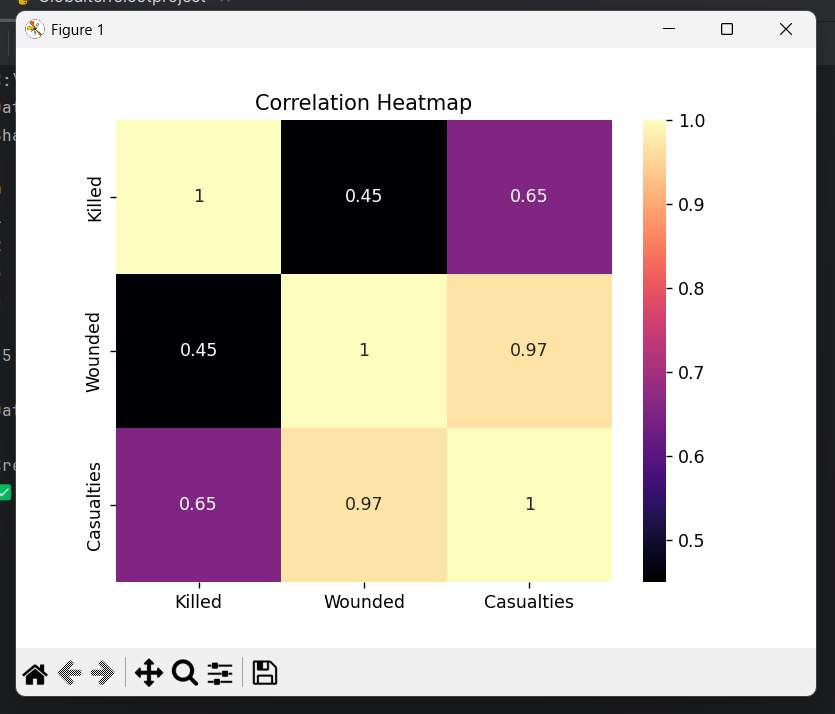 Figure 1
Correlation Heatmap
Killed
Wounded
Casualties
1 0.45 0.65
0.45 1 0.97
0.65 0.97 1
Killed Wounded Casualties
1.0
0.9
0.8
0.7
0.6
0.5